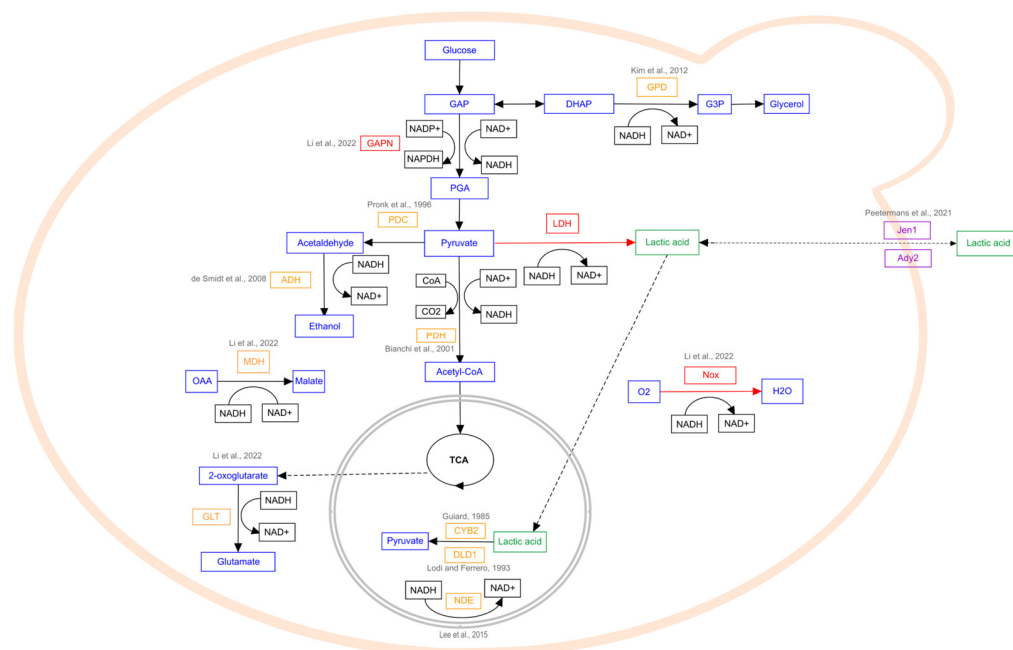 Glucose
Kim et al., 2012
GPD
GAP
DHAP
G3P
Glycerol
NADP+
NAD+
NADH
NAD+
Li et al., 2022
GAPN
NAPDH
NADH
PGA
Pronk et al., 1996
PDC
LDH
Peetermans et al., 2021
Jen1
Acetaldehyde
Pyruvate
Lactic acid
Lactic acid
Ady2
NADH
de Smidt et al., 2008
ADH
NAD+
CoA
NAD+
NADH
NAD+
CO2
NADH
Ethanol
PDH
Bianchi et al., 2001
Li et al., 2022
MDH
Li et al., 2022
Nox
OAA
Malate
Acetyl-CoA
O2
H2O
NADH
NAD+
NADH
NAD+
Li et al., 2022
TCA
2-oxoglutarate
NADH
GLT
NAD+
Glutamate
Guiard, 1985
CYB2
Pyruvate
Lactic acid
DLD1
Lodi and Ferrero, 1993
NADH
NAD+
NDE
Lee et al., 2015